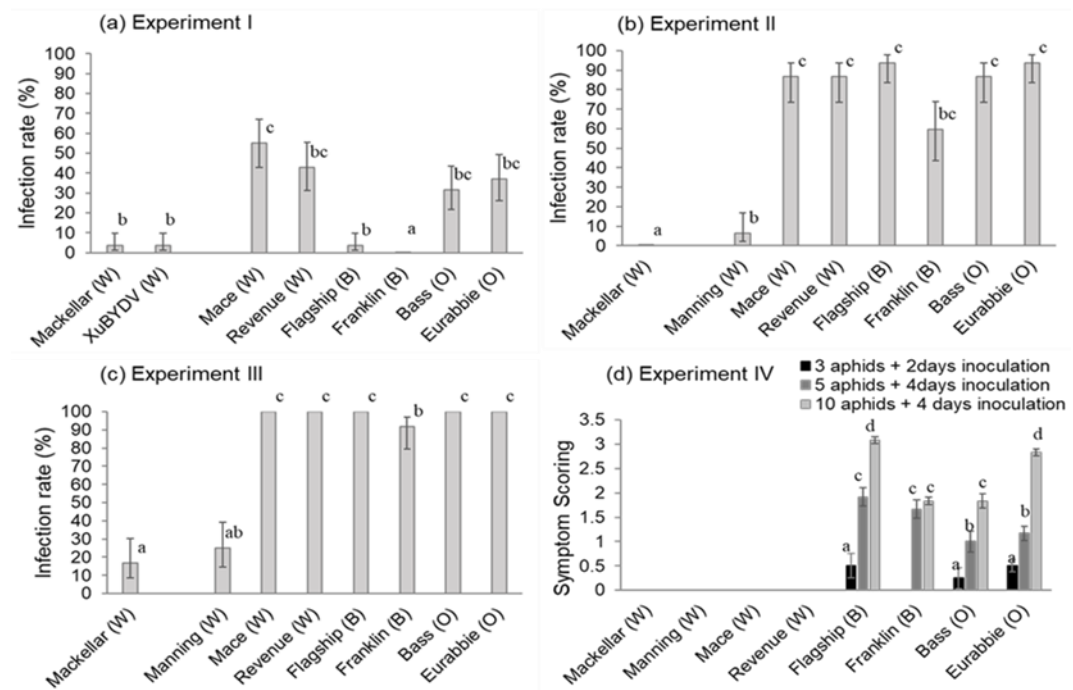 (a) Experiment I
Infection rate (%)
100
90
80
70
60
50
40
30
20
10
0
b
b
c
bc
b
a
bc
bc
Mackellar (W)
XuBYDV (W)
Mace (W)
Revenue (W)
Flagship (B)
Franklin (B)
Bass (O)
Eurabbie (O)
(b) Experiment II
Infection rate (%)
100
90
80
70
60
50
40
30
20
10
0
a
b
c
c
c
bc
c
c
Mackellar (W)
Manning (W)
Mace (W)
Revenue (W)
Flagship (B)
Franklin (B)
Bass (O)
Eurabbie (O)
(c) Experiment III
Infection rate (%)
100
90
80
70
60
50
40
30
20
10
0
a
ab
c
c
c
b
c
c
Mackellar (W)
Manning (W)
Mace (W)
Revenue (W)
Flagship (B)
Franklin (B)
Bass (O)
Eurabbie (O)
(d) Experiment IV
3 aphids + 2days inoculation
5 aphids + 4days inoculation
10 aphids + 4 days inoculation
Symptom Scoring
3.5
3
2.5
2
1.5
1
0.5
0
a
c
d
c
c
a
b
c
a
b
d
Mackellar (W)
Manning (W)
Mace (W)
Revenue (W)
Flagship (B)
Franklin (B)
Bass (O)
Eurabbie (O)